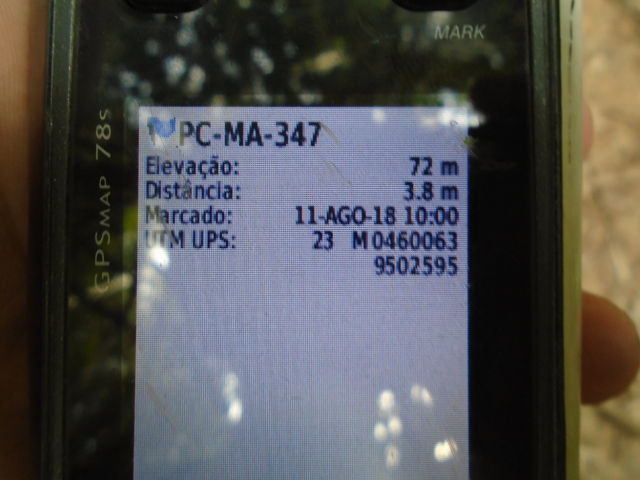 MARK
GPSMAP 78s
PC-MA-347
Elevação: 72 m
Distância: 3.8 m
Marcado: 11-AGO-18 10:00
UTM UPS: 23 M 0460063
9502595